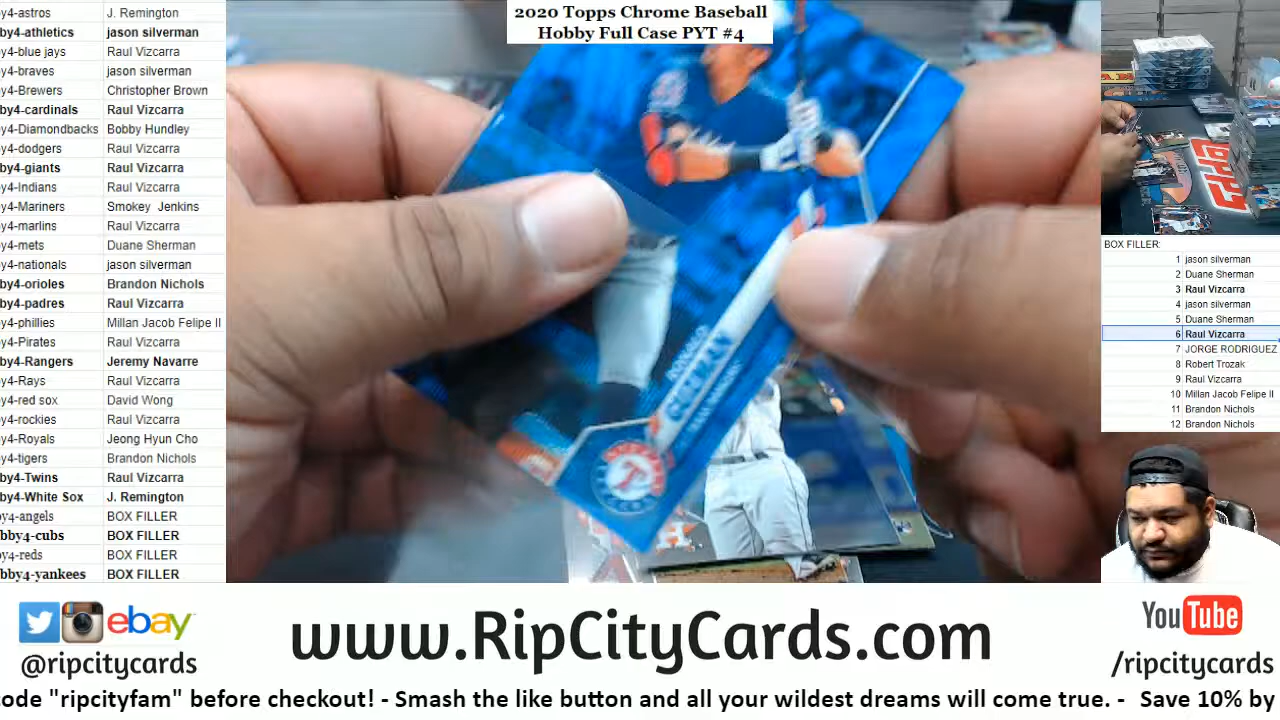 2020 Topps Chrome Baseball
Hobby Full Case PYT #4
y4-astros J. Remington
by4-athletics jason silverman
y4-blue jays Raul Vizcarra
y4-braves jason silverman
y4-Brewers Christopher Brown
by4-cardinals Raul Vizcarra
y4-Diamondbacks Bobby Hundley
y4-dodgers Raul Vizcarra
by4-giants Raul Vizcarra
y4-Indians Raul Vizcarra
y4-Mariners Smokey Jenkins
y4-marlins Raul Vizcarra
y4-mets Duane Sherman
y4-nationals jason silverman
by4-orioles Brandon Nichols
by4-padres Raul Vizcarra
y4-phillies Millan Jacob Felipe II
y4-Pirates Raul Vizcarra
by4-Rangers Jeremy Navarre
y4-Rays Raul Vizcarra
y4-red sox David Wong
y4-rockies Raul Vizcarra
y4-Royals Jeong Hyun Cho
y4-tigers Brandon Nichols
by4-Twins Raul Vizcarra
by4-White Sox J. Remington
y4-angels BOX FILLER
bby4-cubs BOX FILLER
y4-reds BOX FILLER
bby4-yankees BOX FILLER
TOPPS
BOX FILLER:
1 jason silverman
2 Duane Sherman
3 Raul Vizcarra
4 jason silverman
5 Duane Sherman
6 Raul Vizcarra
7 JORGE RODRIGUEZ
8 Robert Trozak
9 Raul Vizcarra
10 Millan Jacob Felipe II
11 Brandon Nichols
12 Brandon Nichols
ebay
@ripcitycards
www.RipCityCards.com
YouTube
/ripcitycards
code "ripcityfam" before checkout! - Smash the like button and all your wildest dreams will come true. - Save 10% by